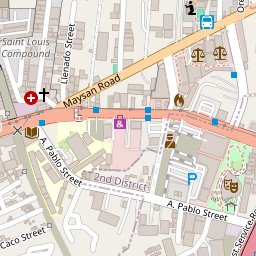 Saint Louis
Compound
Llenado Street
Maysan Road
A. Pablo Street
2nd District
A. Pablo Street
Caco Street